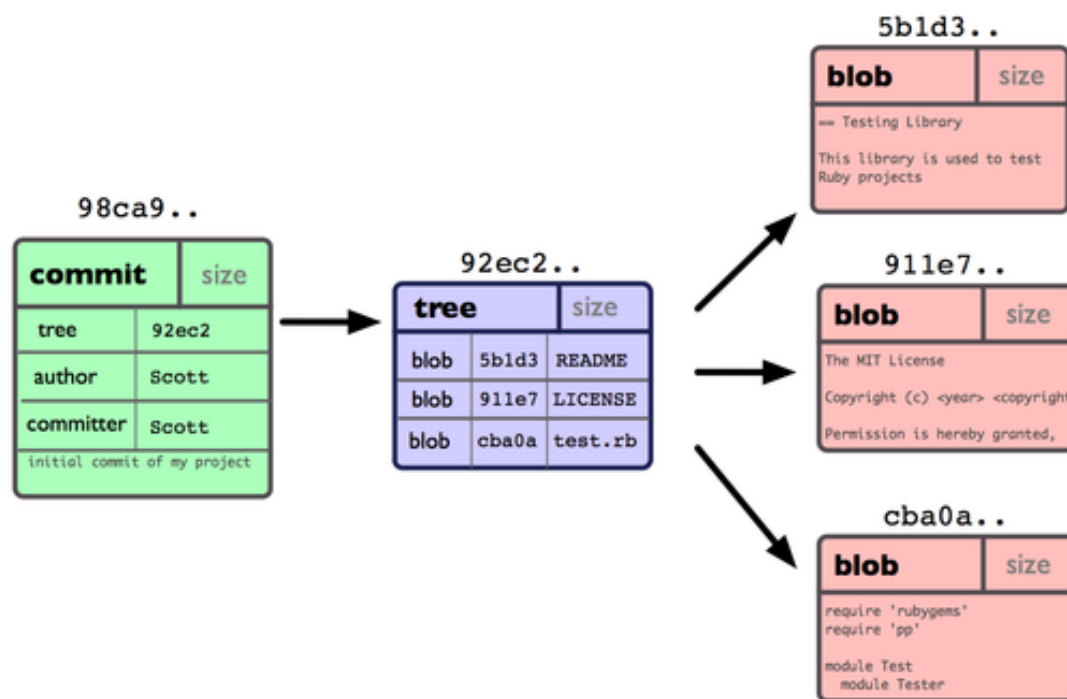 98ca9..
commit size
tree 92ec2
author Scott
committer Scott
initial commit of my project
92ec2..
tree size
blob 5b1d3 README
blob 911e7 LICENSE
blob cba0a test.rb
5b1d3..
blob size
== Testing Library
This library is used to test
Ruby projects
911e7..
blob size
The MIT License
Copyright (c) <year> <copyright
Permission is hereby granted,
cba0a..
blob size
require 'rubygems'
require 'pp'
module Test
module Tester